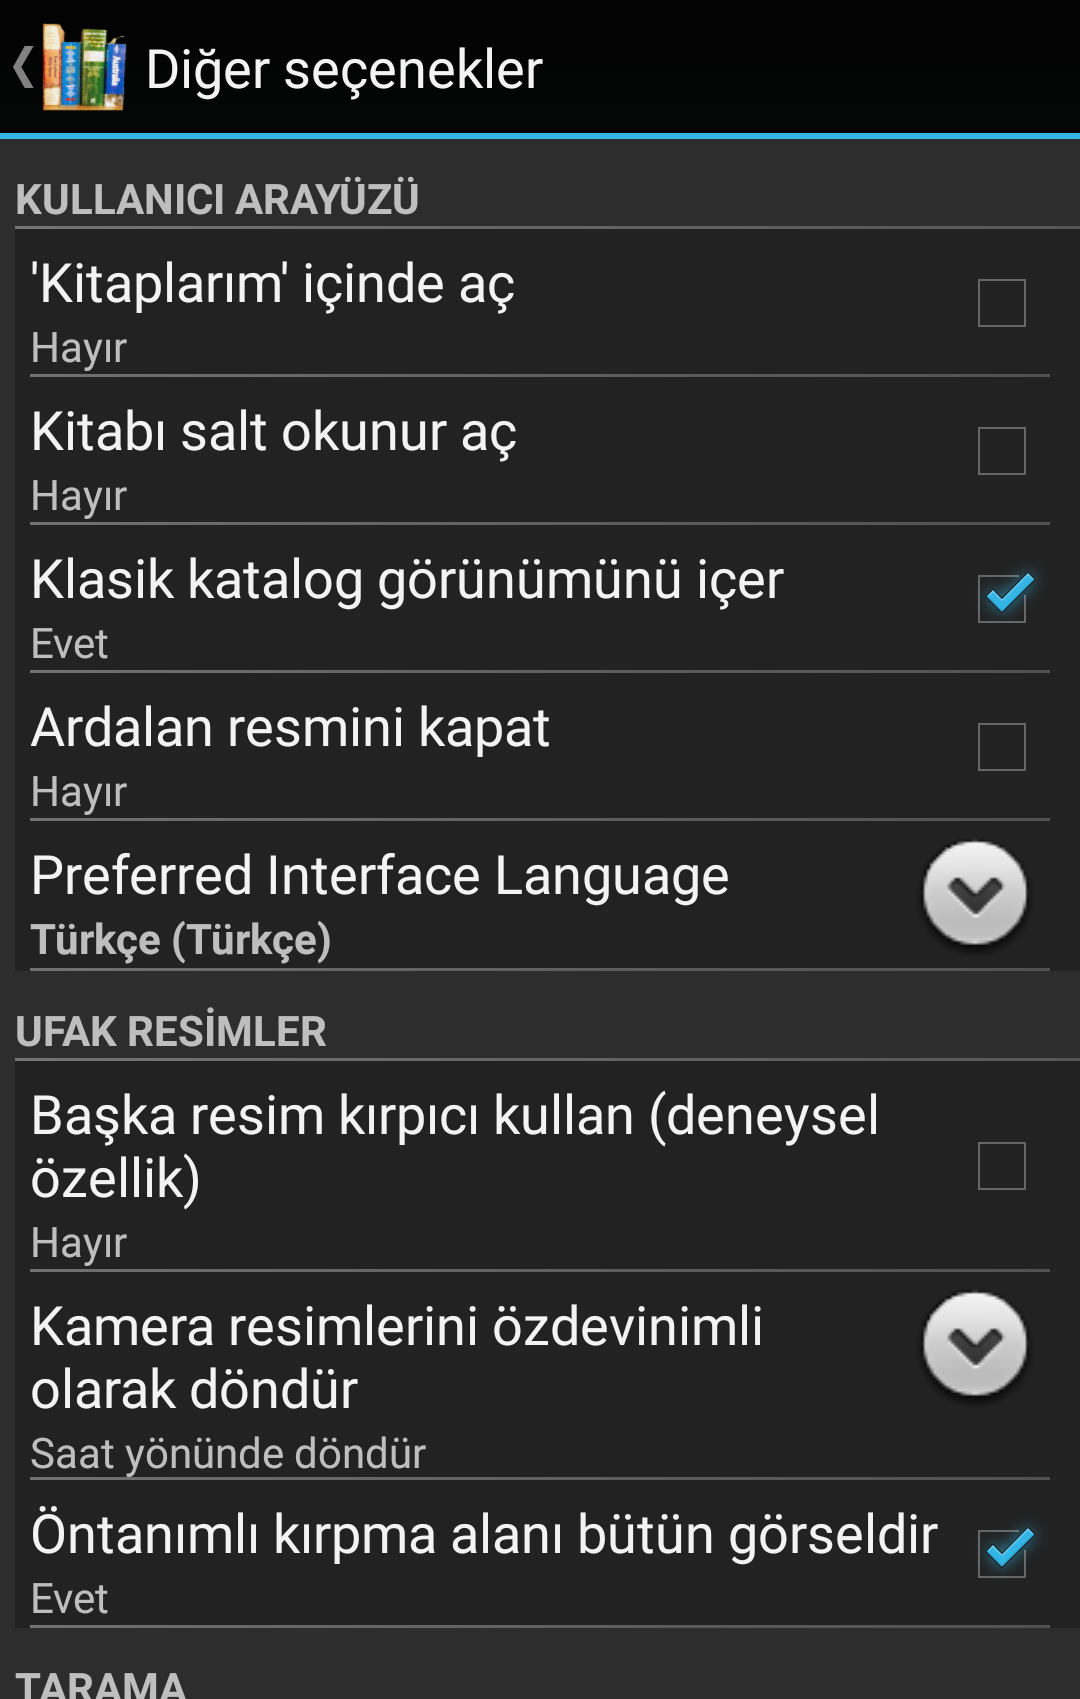 Diğer seçenekler
KULLANICI ARAYÜZÜ
'Kitaplarım' içinde aç
Hayır
Kitabı salt okunur aç
Hayır
Klasik katalog görünümünü içer
Evet
Ardalan resmini kapat
Hayır
Preferred Interface Language
Türkçe (Türkçe)
UFAK RESİMLER
Başka resim kırpıcı kullan (deneysel
özellik)
Hayır
Kamera resimlerini özdevinimli
olarak döndür
Saat yönünde döndür
Öntanımlı kırpma alanı bütün görseldir
Evet
TARAMA